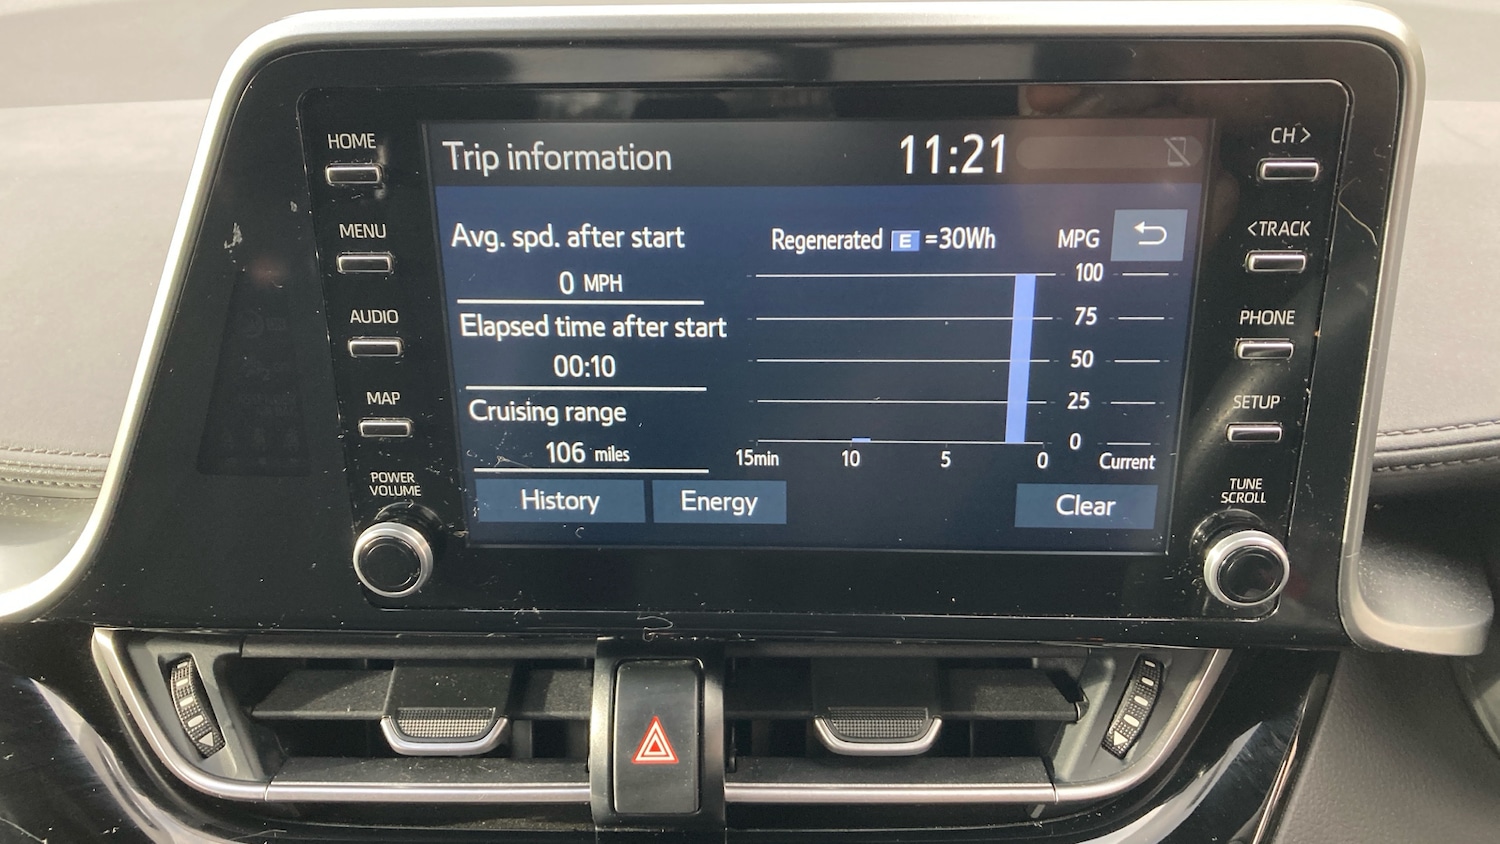 HOME
MENU
AUDIO
MAP
POWER
VOLUME
Trip information
11:21
Avg. spd. after start
0 MPH
Elapsed time after start
00:10
Cruising range
106 miles
Regenerated E =30Wh
MPG
100
75
50
25
0
15min 10 5 0 Current
History
Energy
Clear
CH >
< TRACK
PHONE
SETUP
TUNE
SCROLL